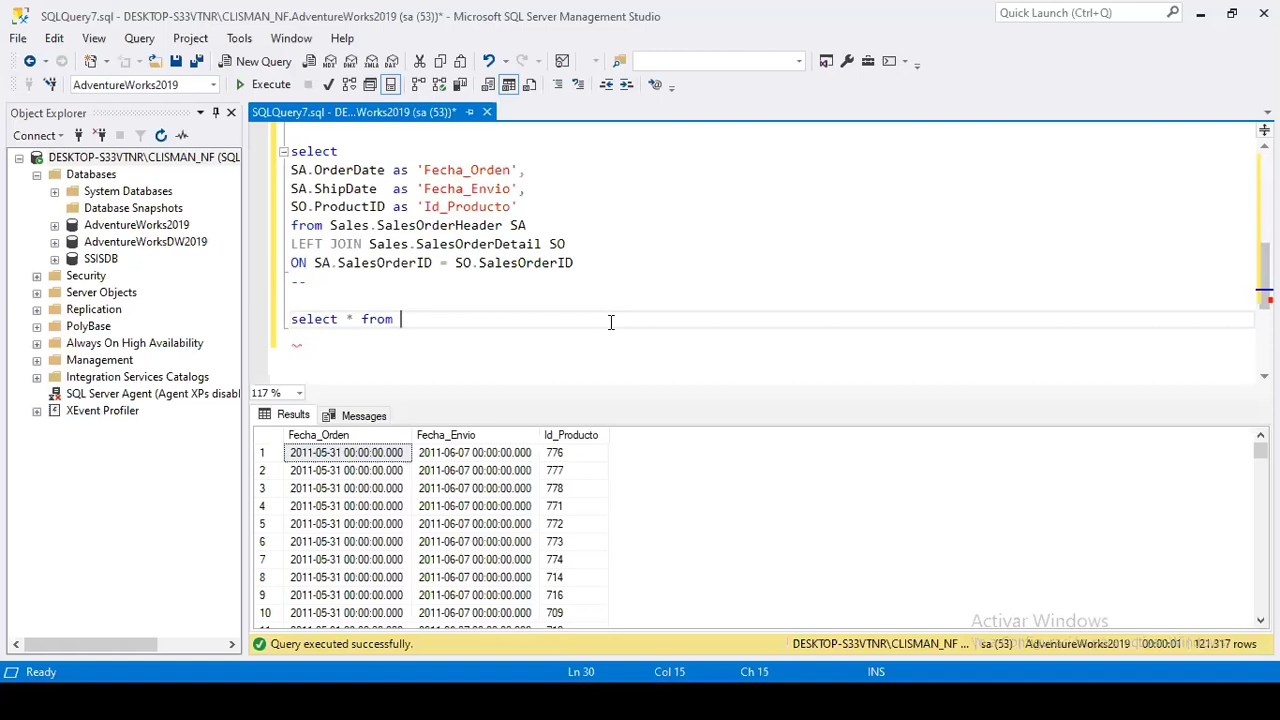 SQLQuery7.sql - DESKTOP-S33VTNR\CLISMAN_NF.AdventureWorks2019 (sa (53))* - Microsoft SQL Server Management Studio
Quick Launch (Ctrl+Q)
File Edit View Query Project Tools Window Help
New Query
MDX DMX XMLA DAX
AdventureWorks2019
Execute
Object Explorer
SQLQuery7.sql - DE...Works2019 (sa (53))*
Connect
DESKTOP-S33VTNR\CLISMAN_NF (SQL
Databases
System Databases
Database Snapshots
AdventureWorks2019
AdventureWorksDW2019
SSISDB
Security
Server Objects
Replication
PolyBase
Always On High Availability
Management
Integration Services Catalogs
SQL Server Agent (Agent XPs disabl
XEvent Profiler
select
SA.OrderDate as 'Fecha_Orden',
SA.ShipDate as 'Fecha_Envio',
SO.ProductID as 'Id_Producto'
from Sales.SalesOrderHeader SA
LEFT JOIN Sales.SalesOrderDetail SO
ON SA.SalesOrderID = SO.SalesOrderID
--
select * from
117 %
Results Messages
Fecha_Orden Fecha_Envio Id_Producto
1 2011-05-31 00:00:00.000 2011-06-07 00:00:00.000 776
2 2011-05-31 00:00:00.000 2011-06-07 00:00:00.000 777
3 2011-05-31 00:00:00.000 2011-06-07 00:00:00.000 778
4 2011-05-31 00:00:00.000 2011-06-07 00:00:00.000 771
5 2011-05-31 00:00:00.000 2011-06-07 00:00:00.000 772
6 2011-05-31 00:00:00.000 2011-06-07 00:00:00.000 773
7 2011-05-31 00:00:00.000 2011-06-07 00:00:00.000 774
8 2011-05-31 00:00:00.000 2011-06-07 00:00:00.000 714
9 2011-05-31 00:00:00.000 2011-06-07 00:00:00.000 716
10 2011-05-31 00:00:00.000 2011-06-07 00:00:00.000 709
Activar Windows
Query executed successfully.
DESKTOP-S33VTNR\CLISMAN_NF ... sa (53) AdventureWorks2019 00:00:01 121.317 rows
Ready
Ln 30 Col 15 Ch 15 INS